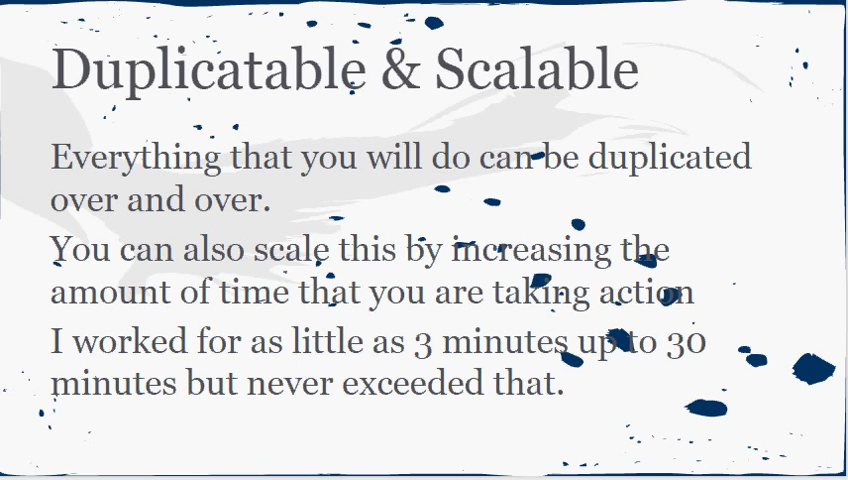 Duplicatable & Scalable
Everything that you will do can be duplicated
over and over.
You can also scale this by increasing the
amount of time that you are taking action
I worked for as little as 3 minutes up to 30
minutes but never exceeded that.